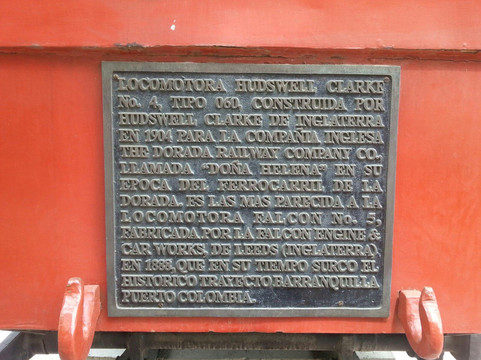 LOCOMOTORA HUDSWELL CLARKE
No. 4, TIPO 060, CONSTRUIDA POR
HUDSWELL, CLARKE DE INGLATERRA
EN 1904 PARA LA COMPAÑIA INGLESA
THE DORADA RAILWAY COMPANY CO.
LLAMADA "DOÑA HELENA" EN SU
EPOCA DEL FERROCARRIL DE LA
DORADA. ES LAS MAS PARECIDA A LA
LOCOMOTORA FALCON No. 5,
FABRICADA POR LA FALCON ENGINE &
CAR WORKS, DE LEEDS (INGLATERRA)
EN 1888, QUE EN SU TIEMPO SURCO EL
HISTORICO TRAYECTO BARRANQUILLA
PUERTO COLOMBIA.